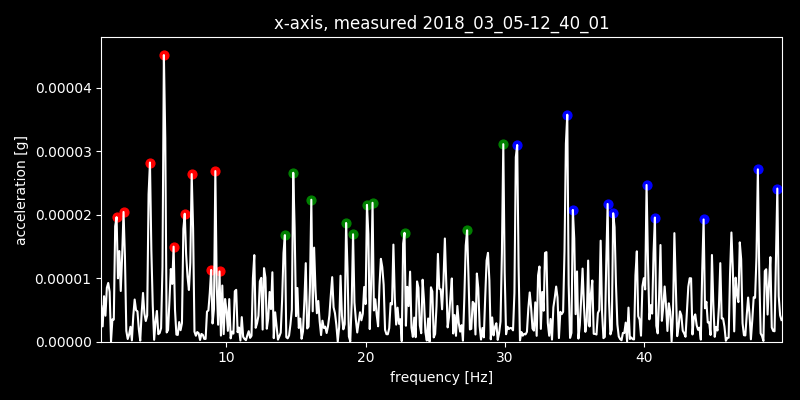 x-axis, measured 2018_03_05-12_40_01
acceleration [g]
0.00004
0.00003
0.00002
0.00001
0.00000
10 20 30 40
frequency [Hz]